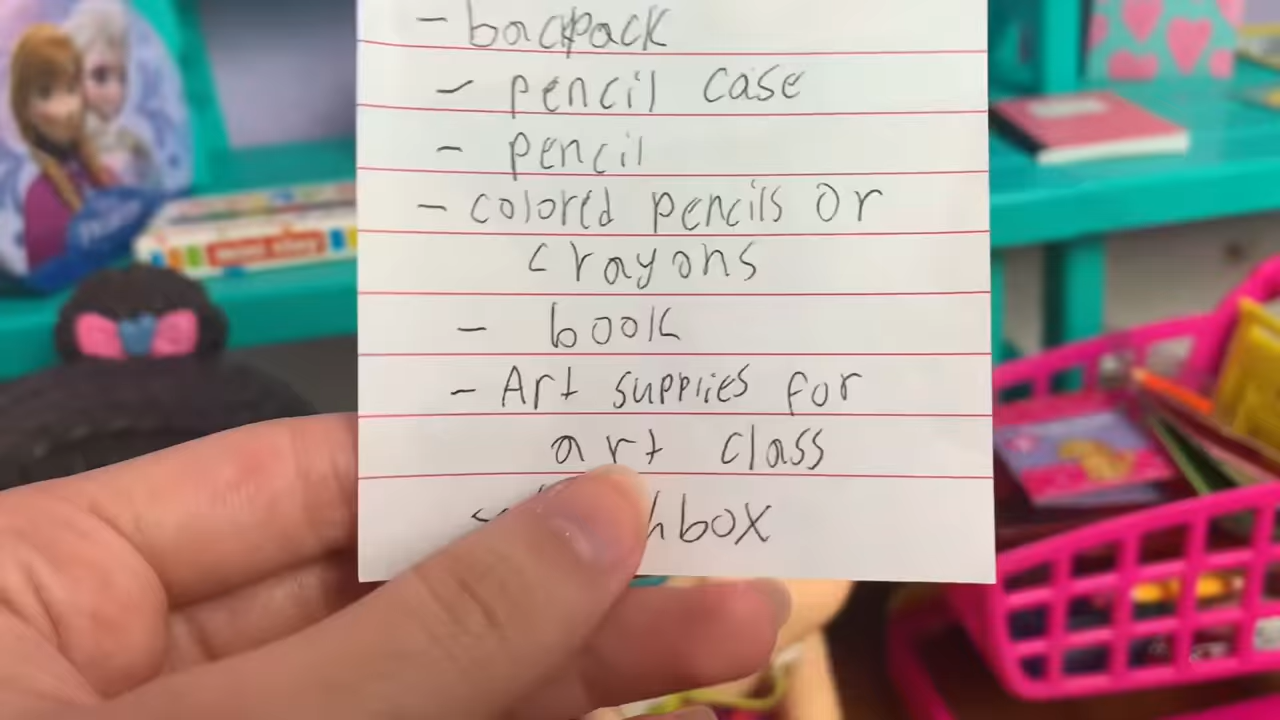 - backpack
- pencil case
- pencil
- colored pencils or
crayons
- book
- Art supplies for
art class